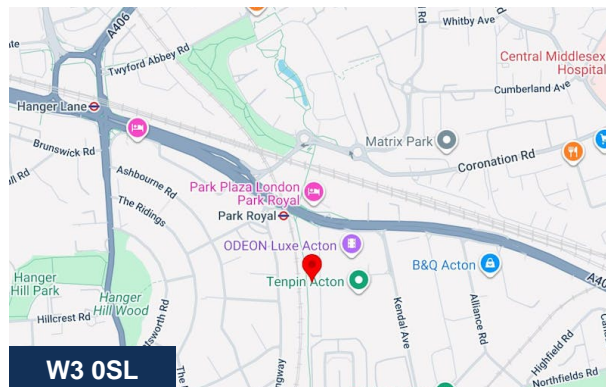 A406
Coronation Rd
Whitby Ave
Central Middlesex
Hospital
Twyford Abbey Rd
Cumberland Ave
Hanger Lane
Matrix Park
Coronation Rd
Brunswick Rd
Ashbourne Rd
Park Plaza London
Park Royal
The Ridings
Park Royal
ODEON Luxe Acton
B&Q Acton
A40
Hanger
Hill Park
Tenpin Acton
Hanger
Hill Wood
Kendal Ave
Alliance Rd
Hillcrest Rd
Highfield Rd
Northfields Rd
W3 0SL